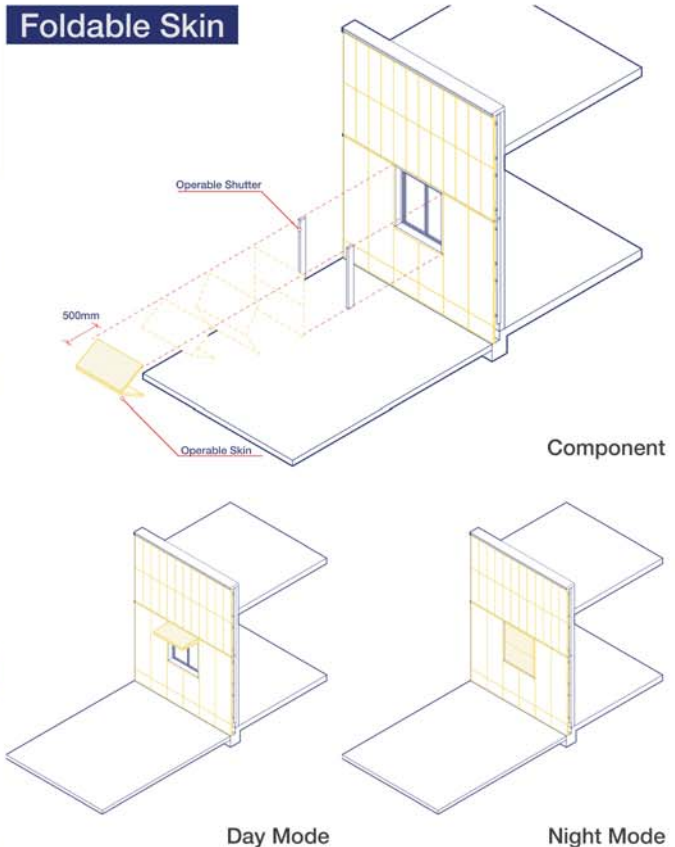 Foldable Skin
Operable Shutter
500mm
Operable Skin
Component
Day Mode
Night Mode